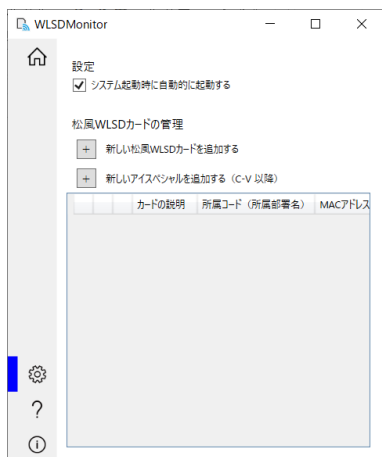 WLSDMonitor
設定
システム起動時に自動的に起動する
松風WLSDカードの管理
+ 新しい松風WLSDカードを追加する
+ 新しいアイスペシャルを追加する（C-V 以降）
カードの説明 所属コード（所属部署名） MACアドレス